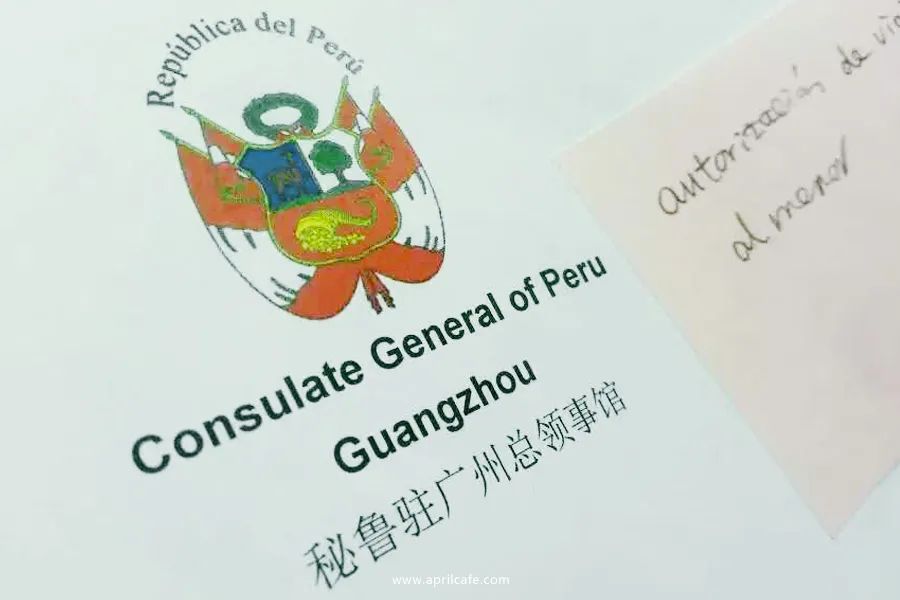 República del Perú
Consulate General of Peru
Guangzhou
秘鲁驻广州总领事馆
autorización de
al menor
www.aprilcafe.com